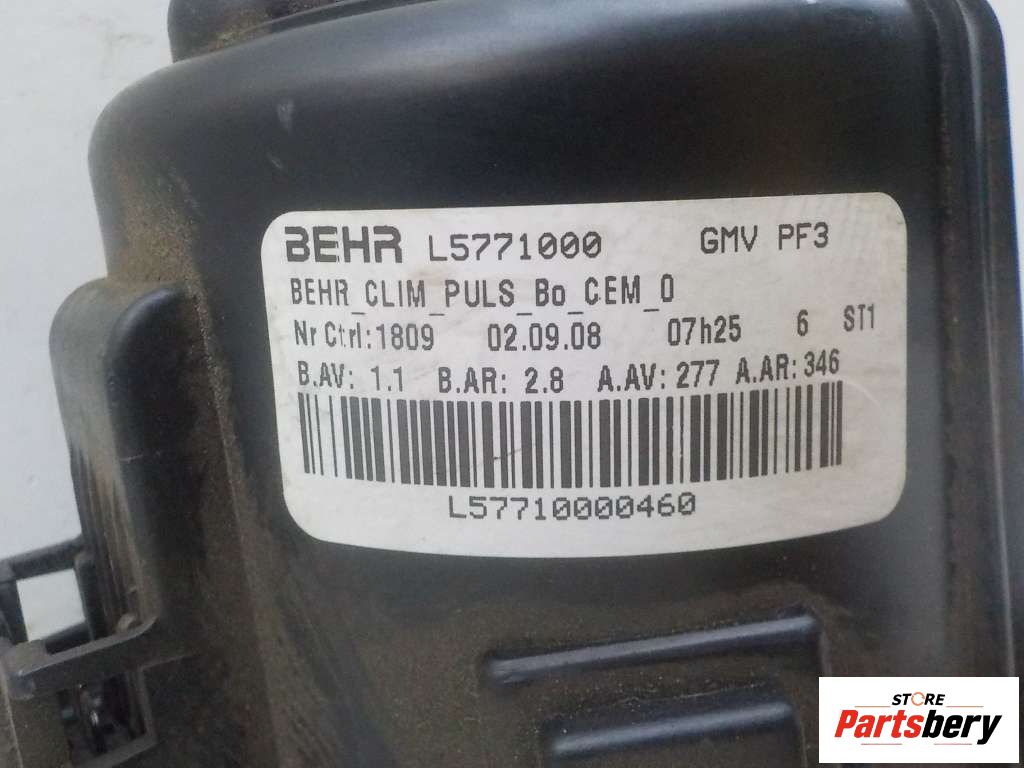 BEHR L5771000 GMV PF3
BEHR_CLIM_PULS_Bo_CEM_0
Nr Ctrl:1809 02.09.08 07h25 6 ST1
B.AV: 1.1 B.AR: 2.8 A.AV: 277 A.AR: 346
L57710000460
STORE
Partsbery